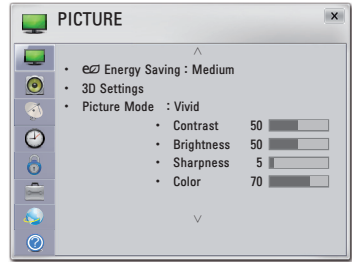 PICTURE
x
• e Energy Saving : Medium
• 3D Settings
• Picture Mode : Vivid
• Contrast 50
• Brightness 50
• Sharpness 5
• Color 70
?